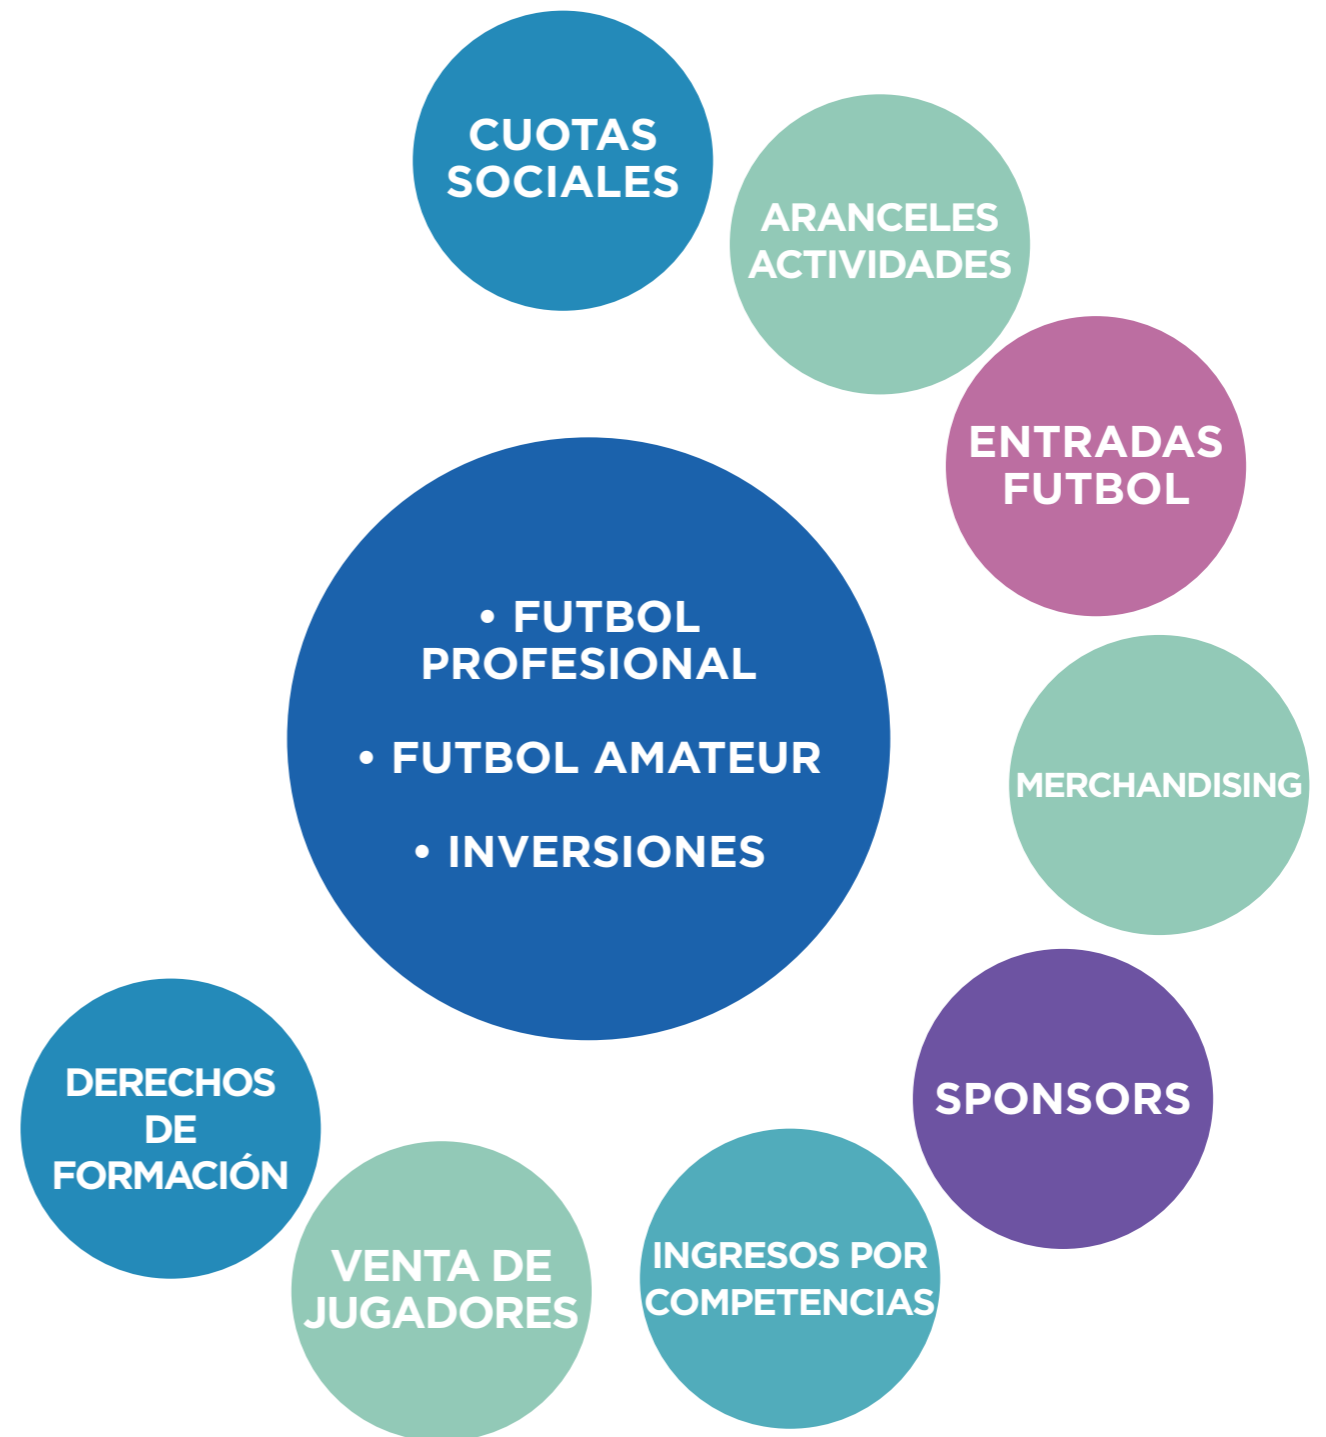 CUOTAS
SOCIALES
ARANCELES
ACTIVIDADES
ENTRADAS
FUTBOL
• FUTBOL
PROFESIONAL
• FUTBOL AMATEUR
• INVERSIONES
MERCHANDISING
SPONSORS
DERECHOS
DE
FORMACIÓN
VENTA DE
JUGADORES
INGRESOS POR
COMPETENCIAS